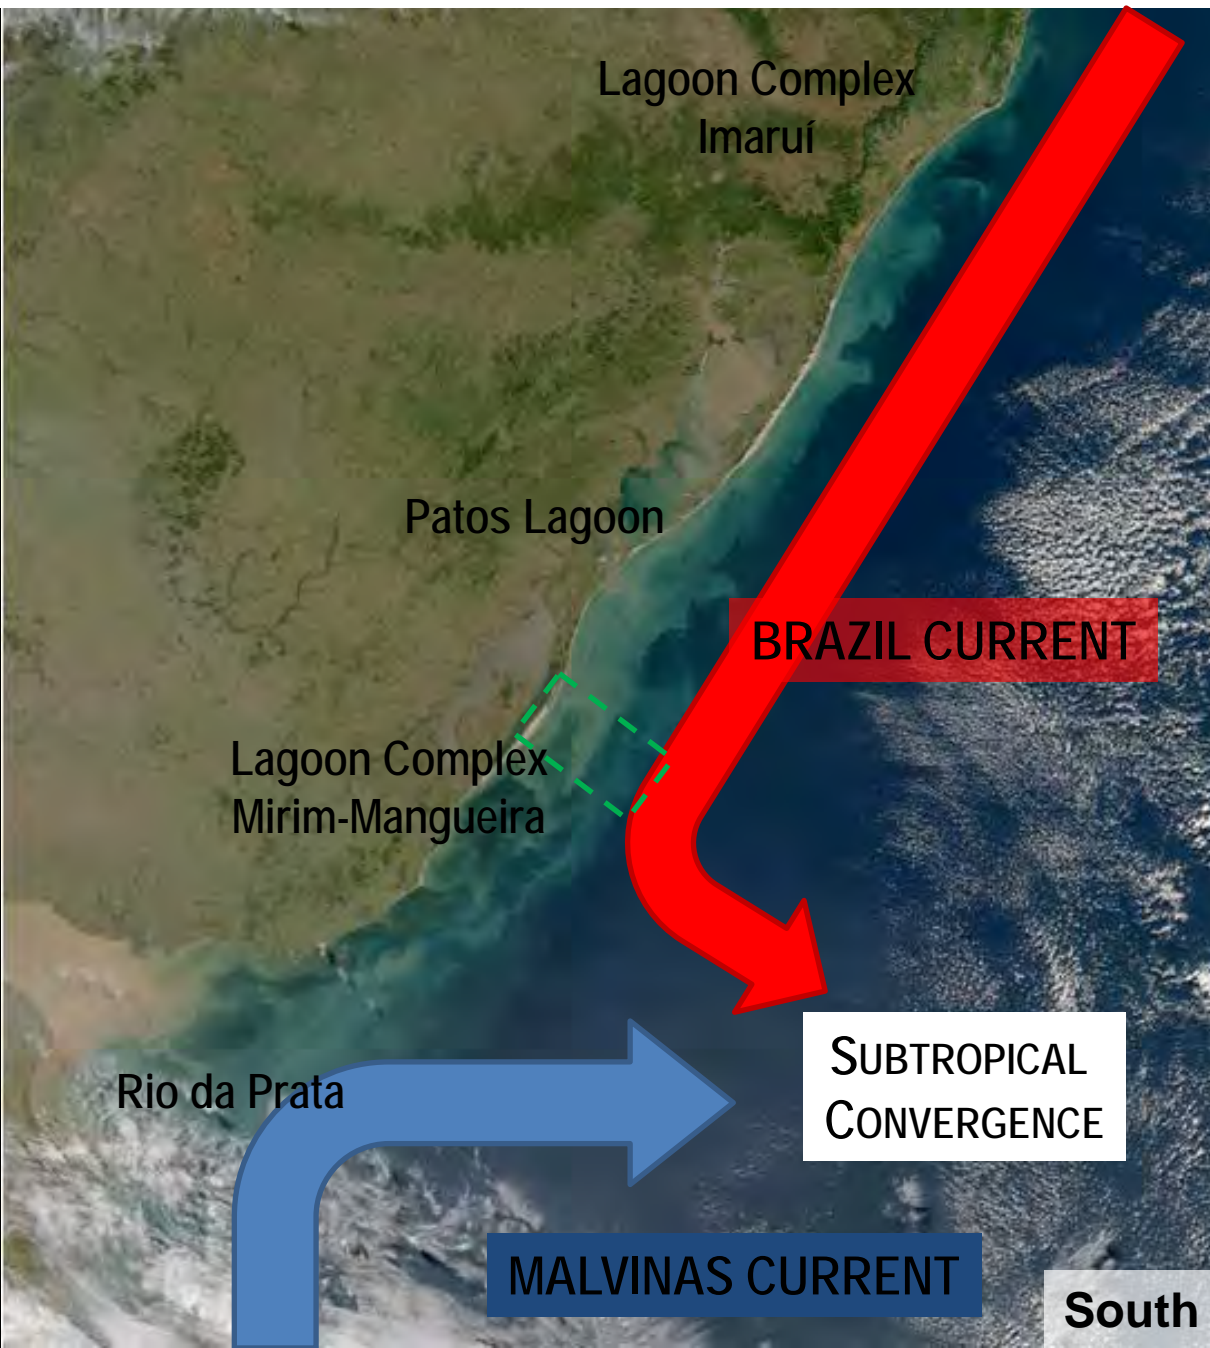 Lagoon Complex
Imaruí
Patos Lagoon
BRAZIL CURRENT
Lagoon Complex
Mirim-Mangueira
SUBTROPICAL
CONVERGENCE
Rio da Prata
MALVINAS CURRENT
South